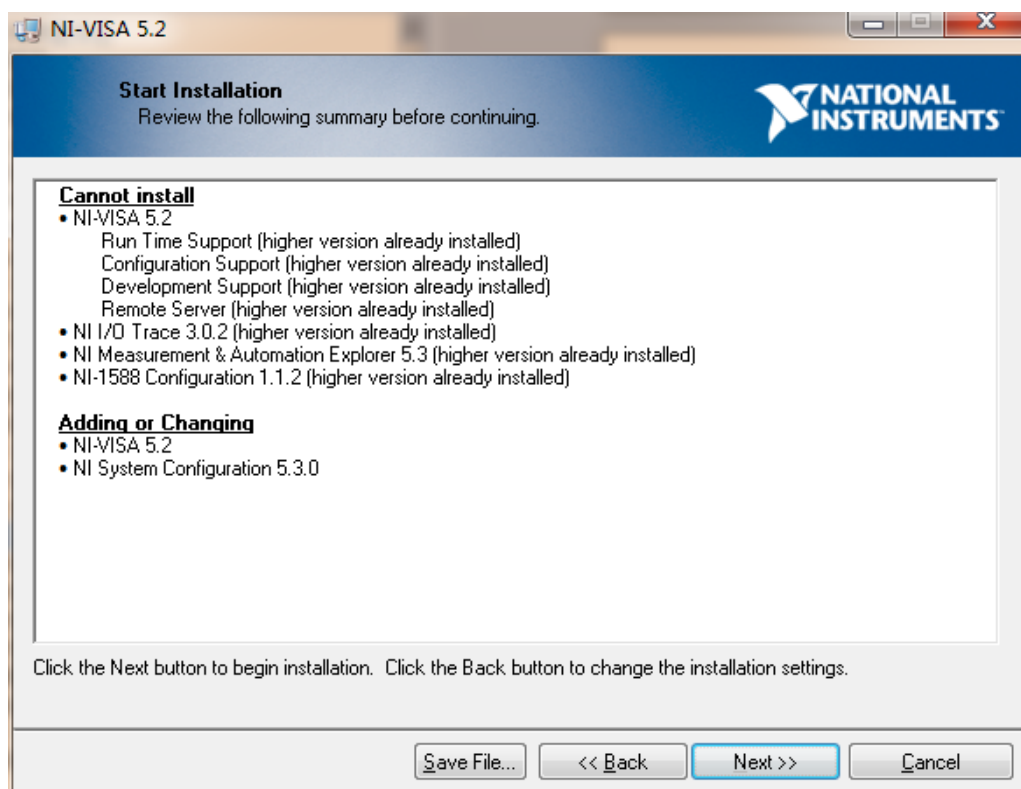 NI-VISA 5.2
Start Installation
Review the following summary before continuing.
NATIONAL
INSTRUMENTS
Cannot install
• NI-VISA 5.2
Run Time Support (higher version already installed)
Configuration Support (higher version already installed)
Development Support (higher version already installed)
Remote Server (higher version already installed)
• NI I/O Trace 3.0.2 (higher version already installed)
• NI Measurement & Automation Explorer 5.3 (higher version already installed)
• NI-1588 Configuration 1.1.2 (higher version already installed)
Adding or Changing
• NI-VISA 5.2
• NI System Configuration 5.3.0
Click the Next button to begin installation. Click the Back button to change the installation settings.
Save File... << Back Next >> Cancel